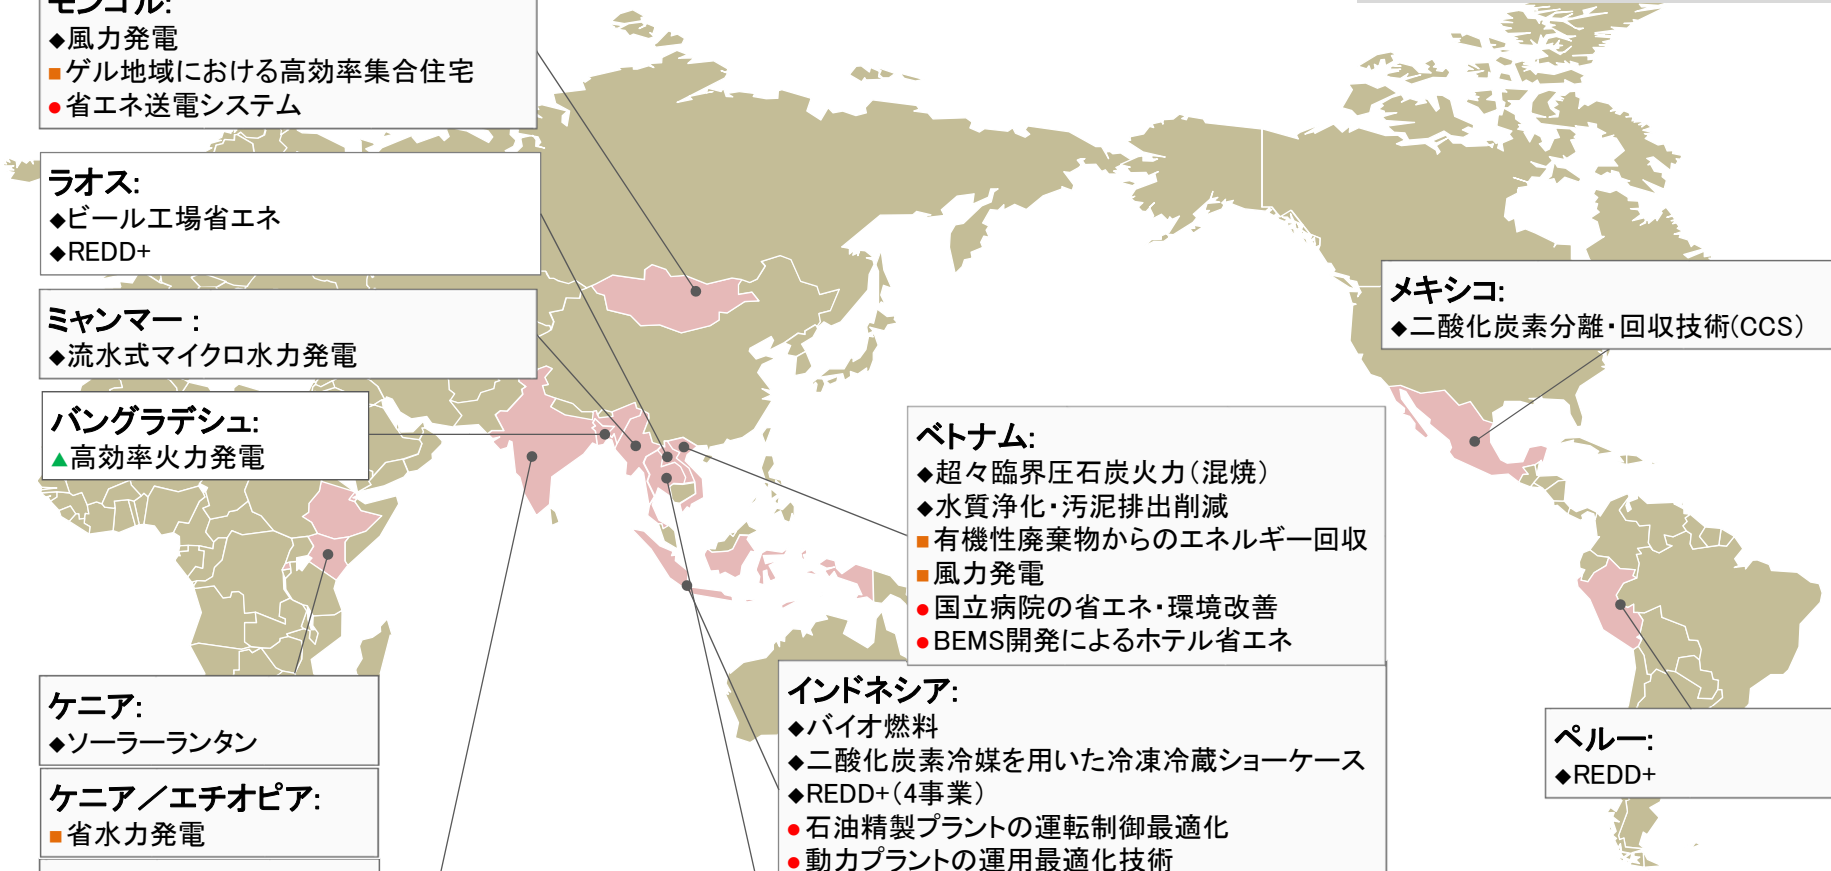 モンゴル:
◆風力発電
■ゲル地域における高効率集合住宅
●省エネ送電システム
ラオス:
◆ビール工場省エネ
◆REDD+
ミャンマー :
◆流水式マイクロ水力発電
バングラデシュ:
▲高効率火力発電
ケニア:
◆ソーラーランタン
ケニア／エチオピア:
■省水力発電
ベトナム:
◆超々臨界圧石炭火力（混焼）
◆水質浄化・汚泥排出削減
■有機性廃棄物からのエネルギー回収
■風力発電
●国立病院の省エネ・環境改善
●BEMS開発によるホテル省エネ
インドネシア:
◆バイオ燃料
◆二酸化炭素冷媒を用いた冷凍冷蔵ショーケース
◆REDD+（4事業）
●石油精製プラントの運転制御最適化
●動力プラントの運用最適化技術
メキシコ:
◆二酸化炭素分離・回収技術(CCS)
ペルー:
◆REDD+